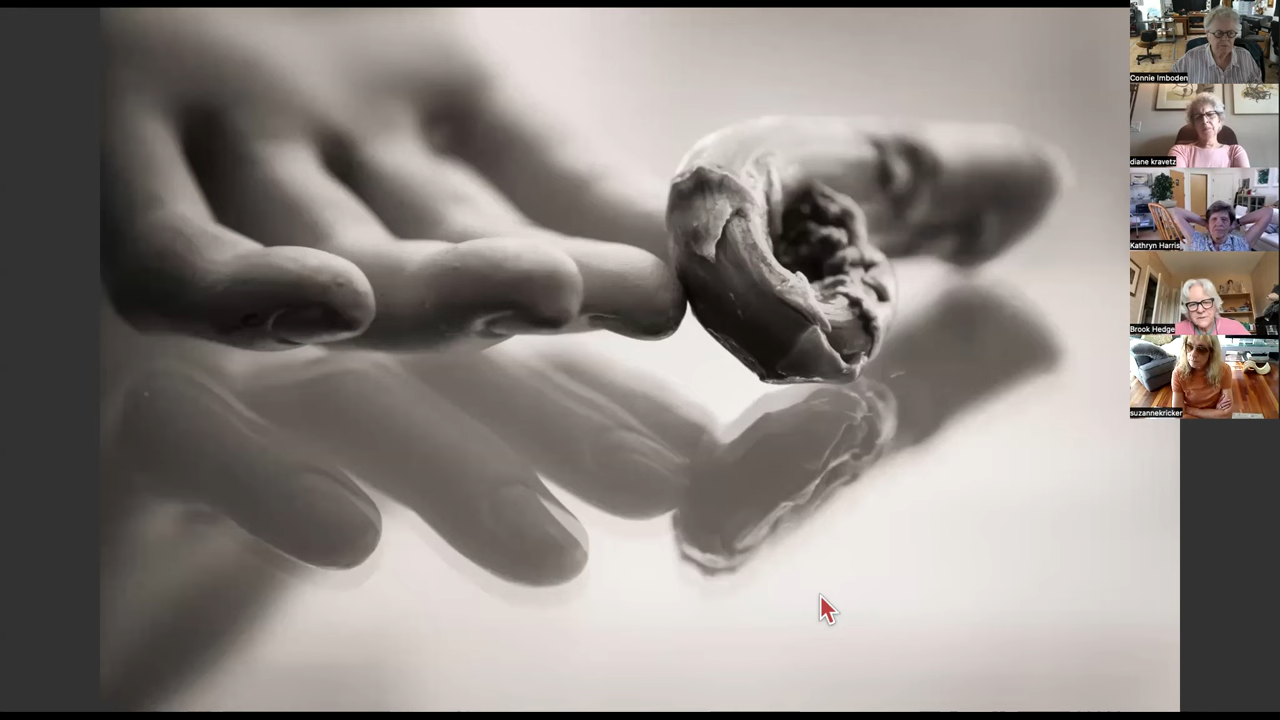 Connie Imboden
diane kravetz
Kathryn Harris
Brook Hedge
suzannekricker